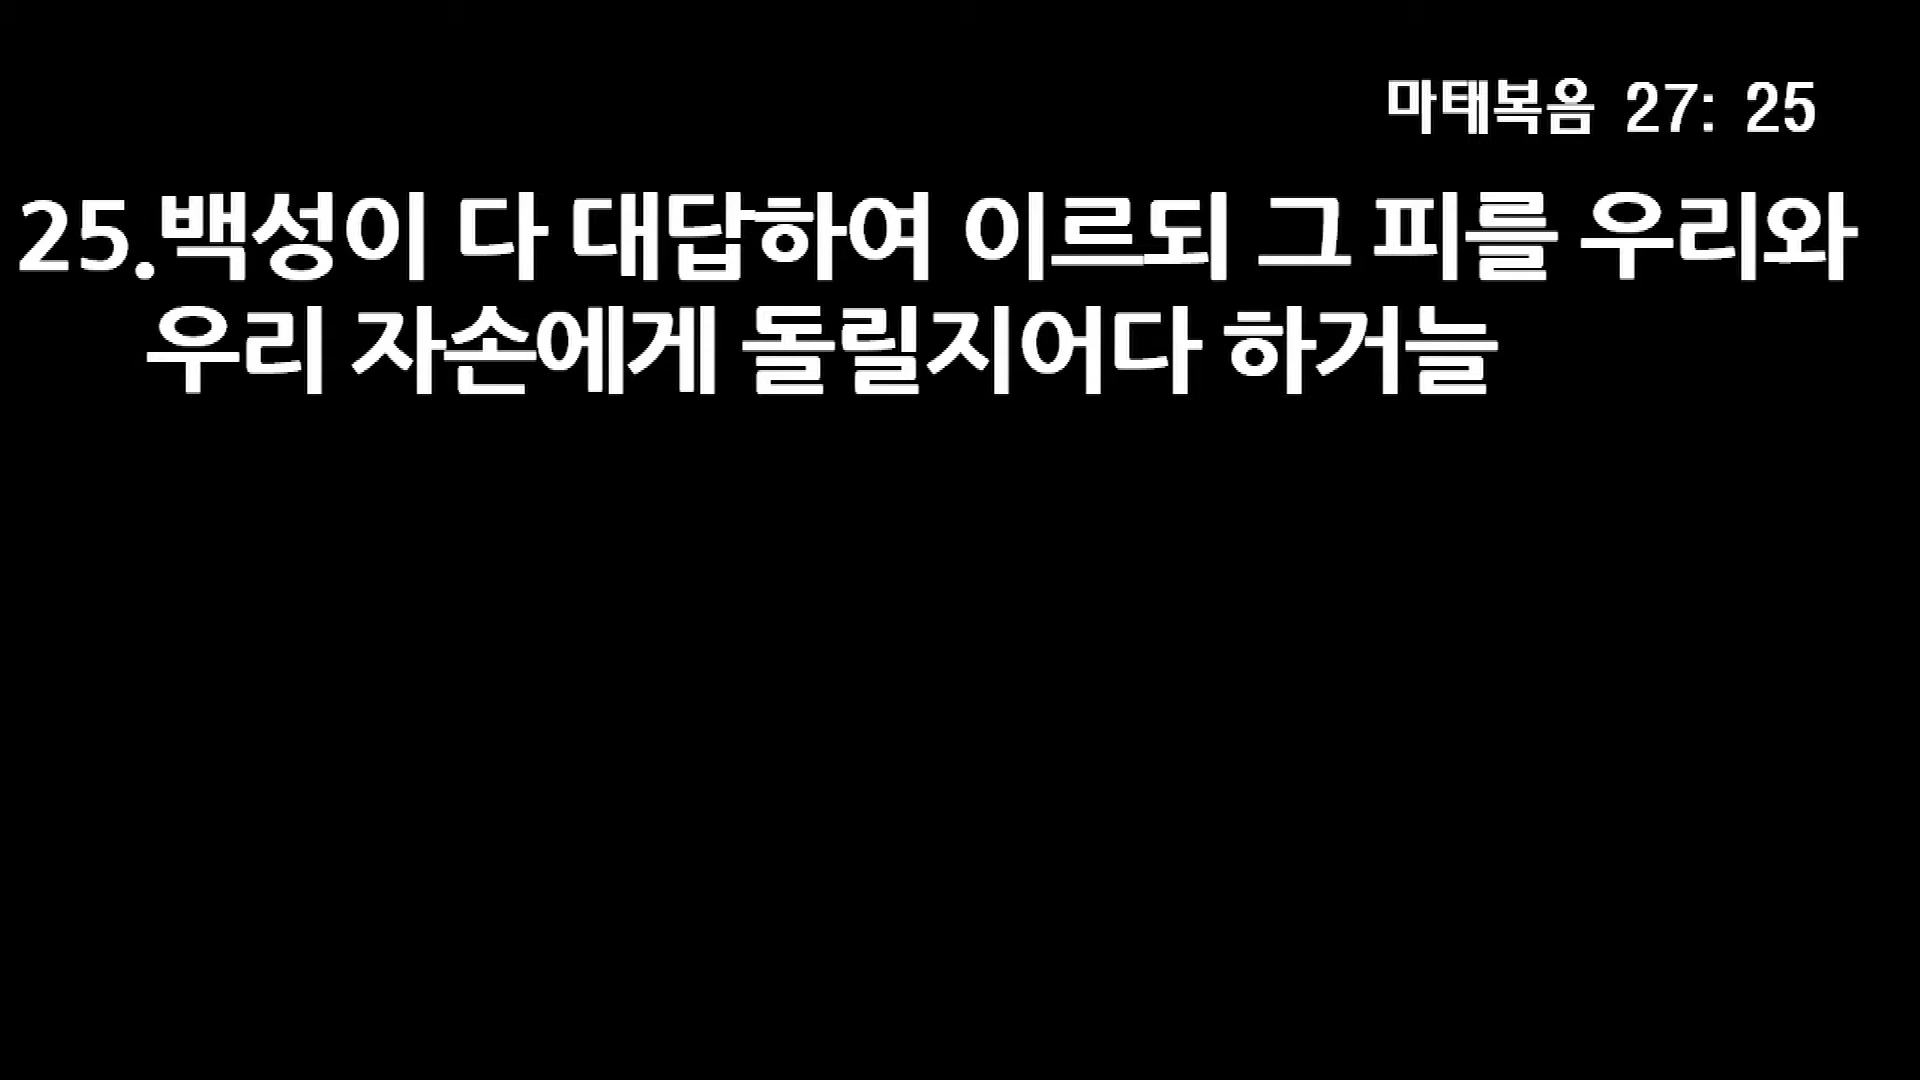 마태복음 27: 25
25.백성이 다 대답하여 이르되 그 피를 우리와
우리 자손에게 돌릴지어다 하거늘